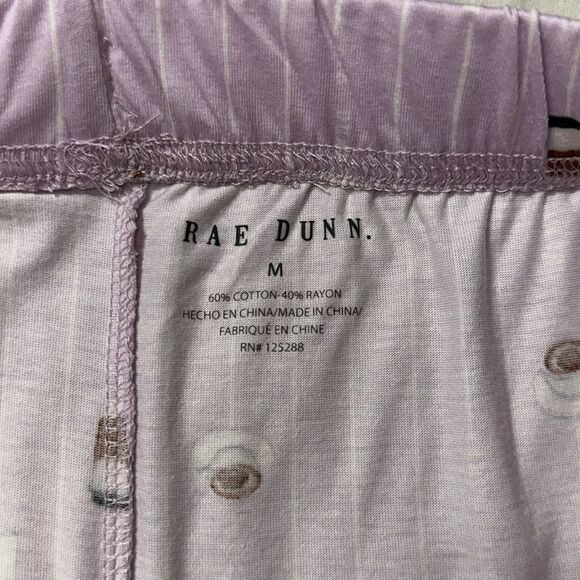 RAE DUNN.
M
60% COTTON-40% RAYON
HECHO EN CHINA/MADE IN CHINA/
FABRIQUÉ EN CHINE
RN# 125288